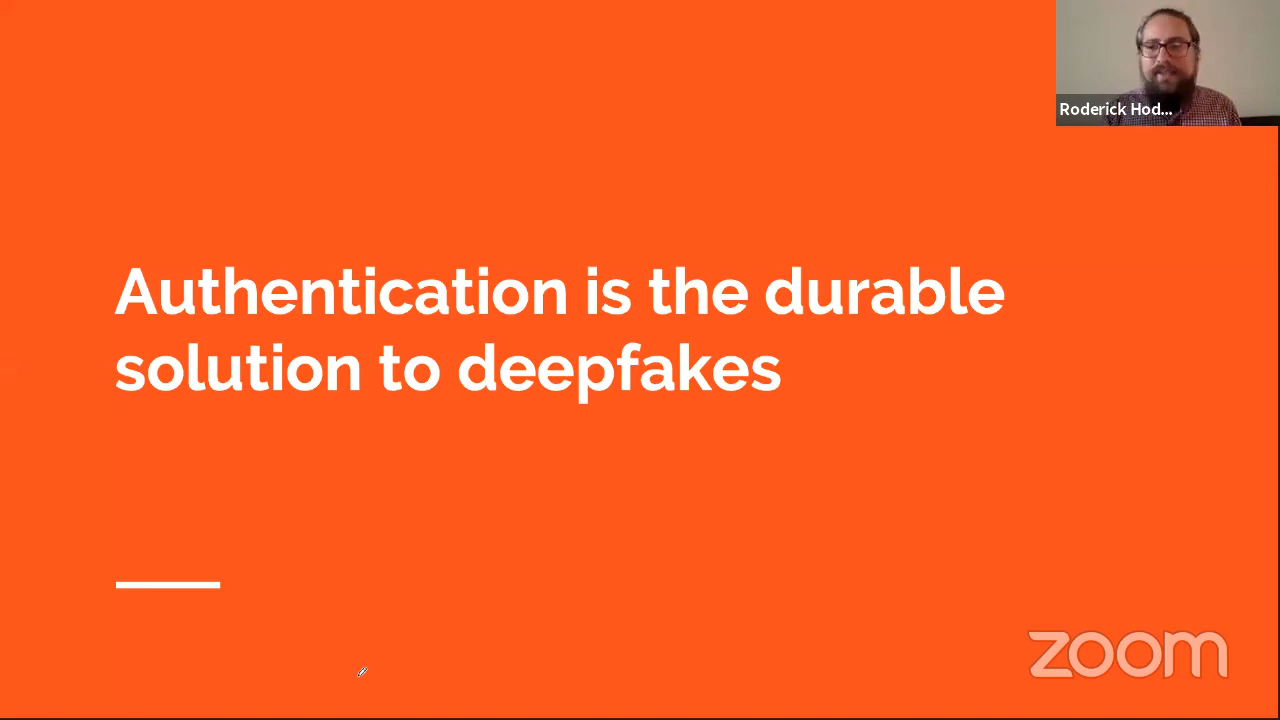 Roderick Hod...
Authentication is the durable
solution to deepfakes
zoom